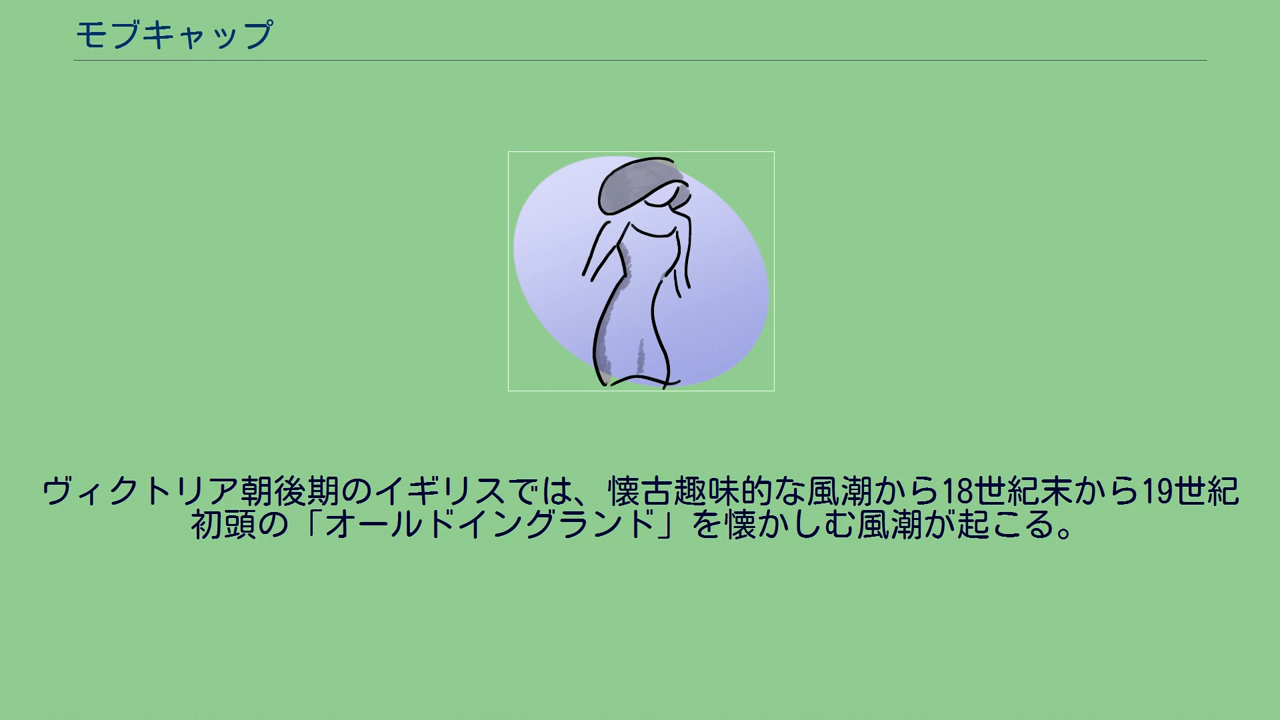 モブキャップ
ヴィクトリア朝後期のイギリスでは、懐古趣味的な風潮から18世紀末から19世紀
初頭の「オールドイングランド」を懐かしむ風潮が起こる。